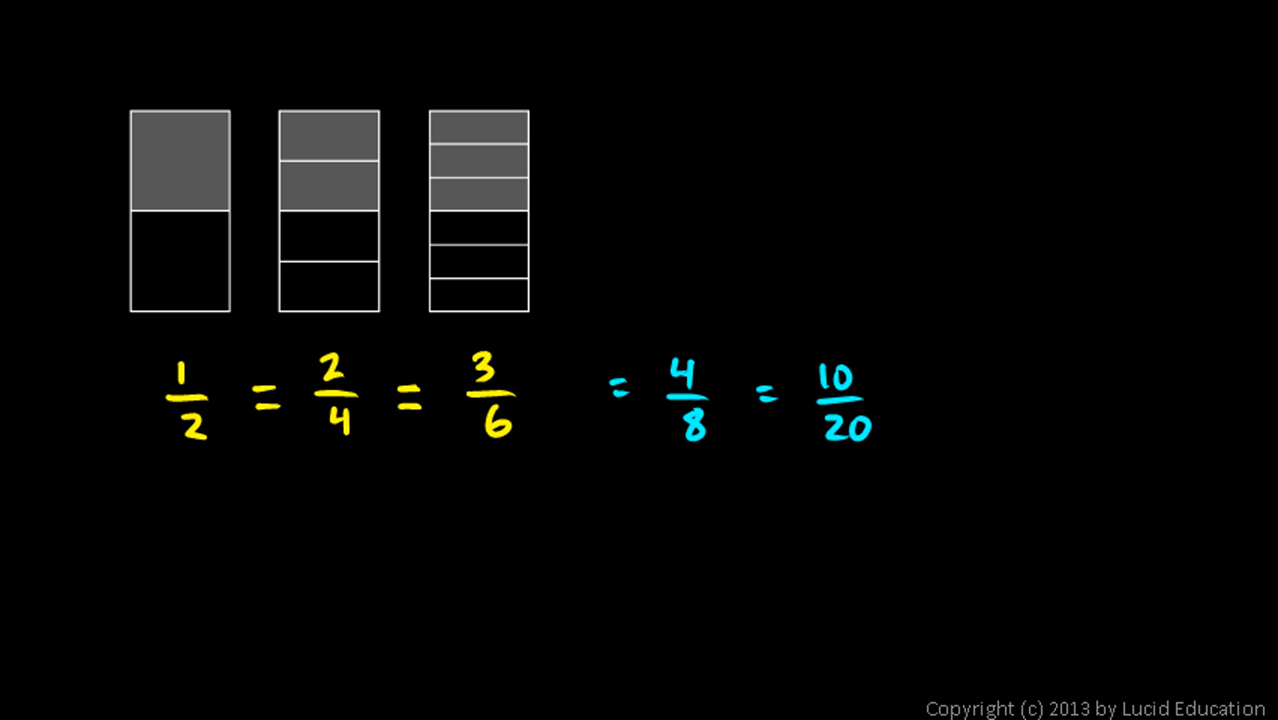 1/2 = 2/4 = 3/6 = 4/8 = 10/20
Copyright (c) 2013 by Lucid Education